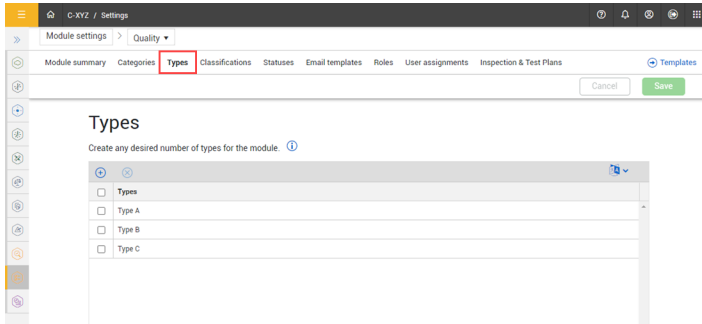 C-XYZ / Settings
Module settings > Quality
Module summary Categories Types Classifications Statuses Email templates Roles User assignments Inspection & Test Plans Templates
Cancel Save
Types
Create any desired number of types for the module.
Types
Type A
Type B
Type C